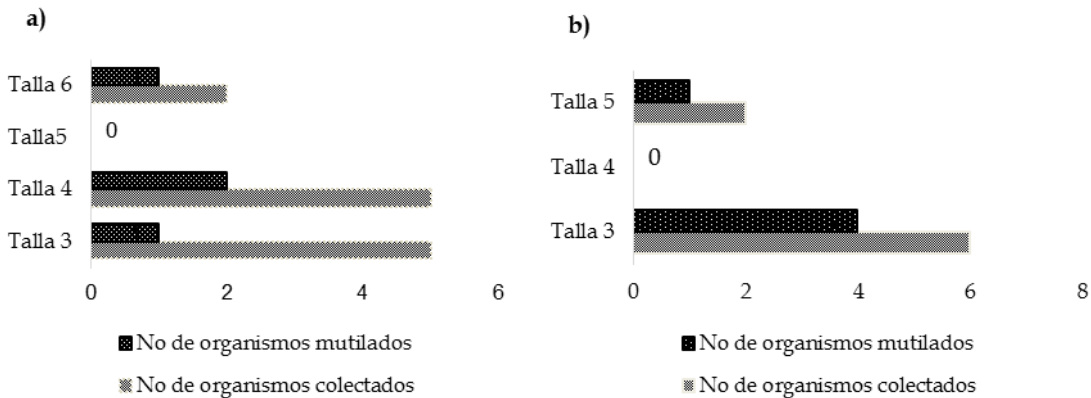 a)
Talla 6
Talla5
0
Talla 4
Talla 3
0 2 4 6
No de organismos mutilados
No de organismos colectados
b)
Talla 5
Talla 4
0
Talla 3
0 2 4 6 8
No de organismos mutilados
No de organismos colectados